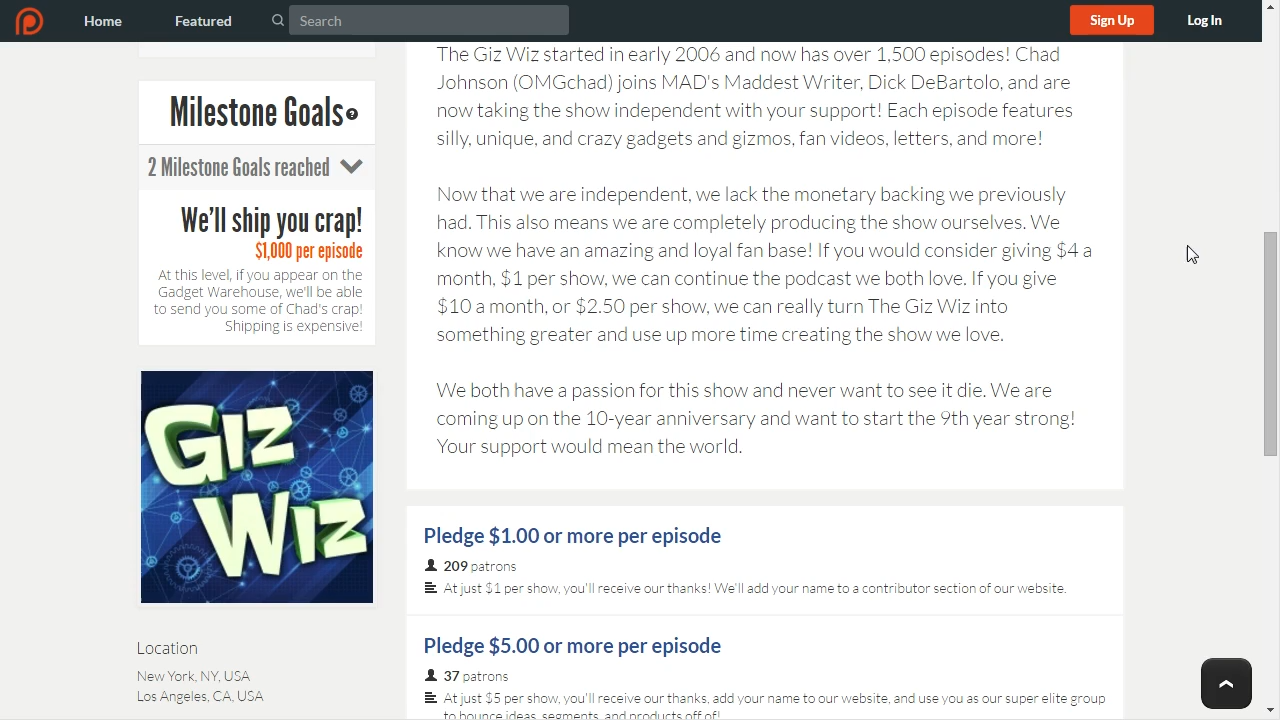 Home
Featured
Search
Sign Up
Log In
Milestone Goals
2 Milestone Goals reached
We'll ship you crap!
$1,000 per episode
At this level, if you appear on the
Gadget Warehouse, we'll be able
to send you some of Chad's crap!
Shipping is expensive!
GIZ
WIZ
Location
New York, NY, USA
Los Angeles, CA, USA
The Giz Wiz started in early 2006 and now has over 1,500 episodes! Chad
Johnson (OMGchad) joins MAD's Maddest Writer, Dick DeBartolo, and are
now taking the show independent with your support! Each episode features
silly, unique, and crazy gadgets and gizmos, fan videos, letters, and more!
Now that we are independent, we lack the monetary backing we previously
had. This also means we are completely producing the show ourselves. We
know we have an amazing and loyal fan base! If you would consider giving $4 a
month, $1 per show, we can continue the podcast we both love. If you give
$10 a month, or $2.50 per show, we can really turn The Giz Wiz into
something greater and use up more time creating the show we love.
We both have a passion for this show and never want to see it die. We are
coming up on the 10-year anniversary and want to start the 9th year strong!
Your support would mean the world.
Pledge $1.00 or more per episode
209 patrons
At just $1 per show, you'll receive our thanks! We'll add your name to a contributor section of our website.
Pledge $5.00 or more per episode
37 patrons
At just $5 per show, you'll receive our thanks, add your name to our website, and use you as our super elite group
to bounce ideas, segments, and products off of!